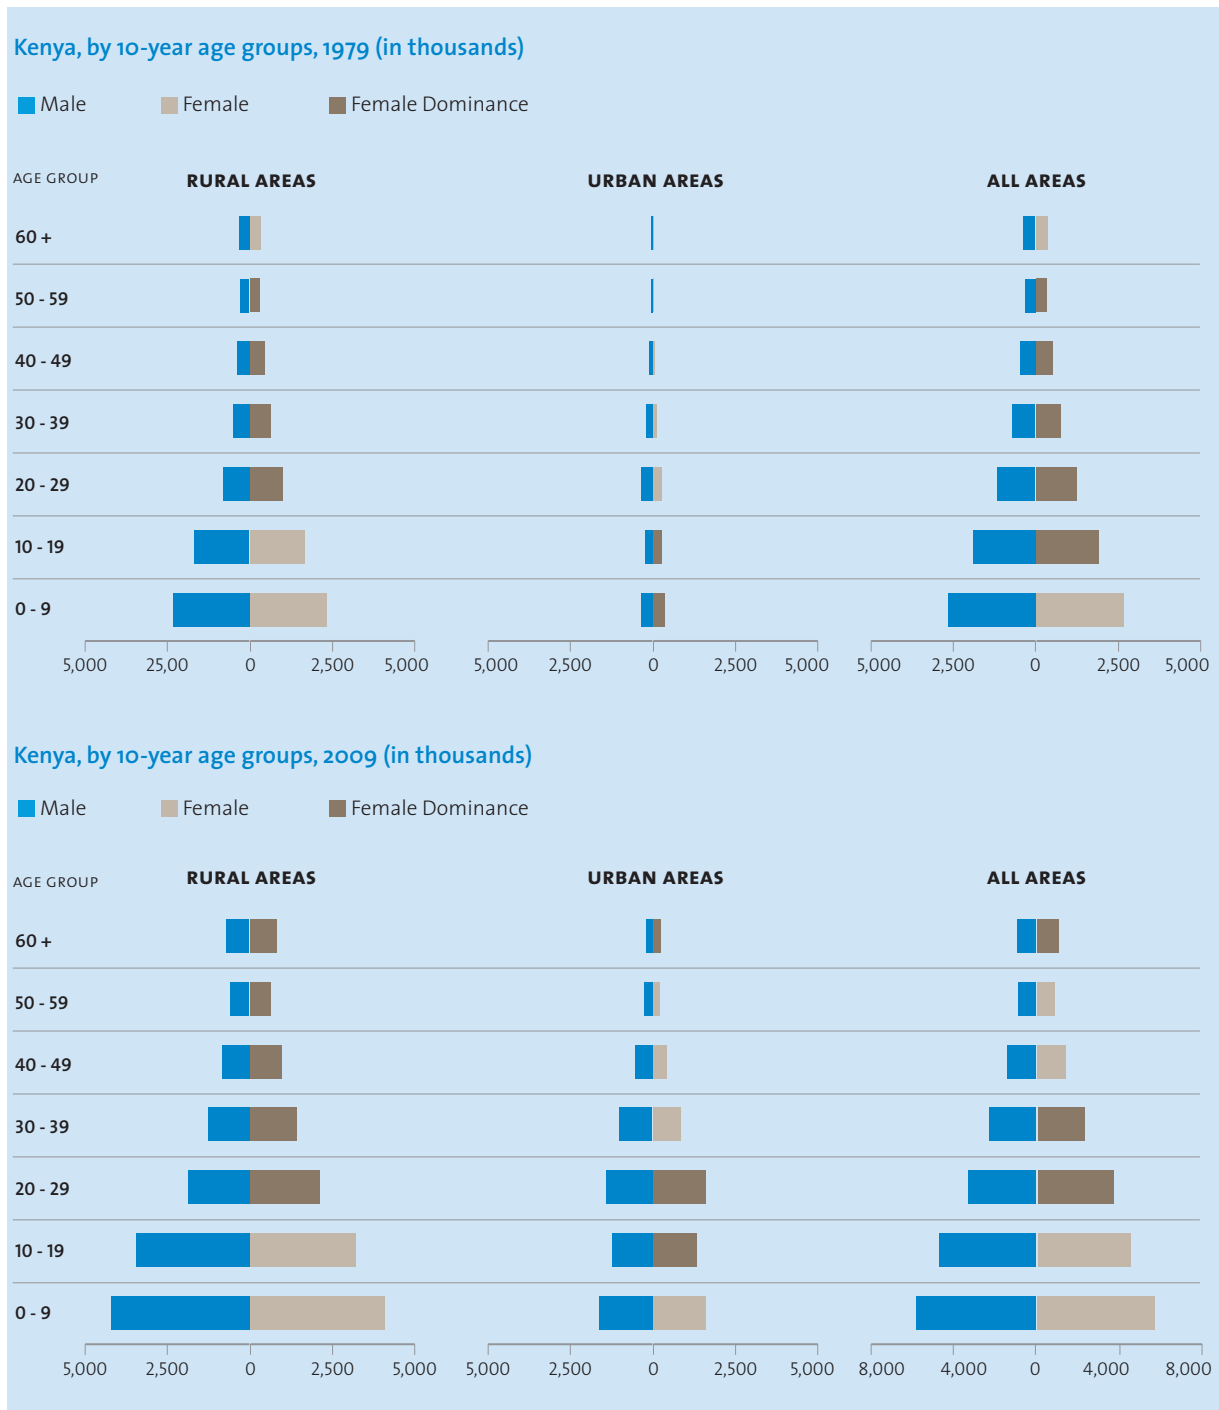 Kenya, by 10-year age groups, 1979 (in thousands)
Male Female Female Dominance
AGE GROUP RURAL AREAS URBAN AREAS ALL AREAS
60 +
50 - 59
40 - 49
30 - 39
20 - 29
10 - 19
0 - 9
5,000 2,500 0 2,500 5,000 5,000 2,500 0 2,500 5,000 5,000 2,500 0 2,500 5,000
Kenya, by 10-year age groups, 2009 (in thousands)
Male Female Female Dominance
AGE GROUP RURAL AREAS URBAN AREAS ALL AREAS
60 +
50 - 59
40 - 49
30 - 39
20 - 29
10 - 19
0 - 9
5,000 2,500 0 2,500 5,000 5,000 2,500 0 2,500 5,000 8,000 4,000 0 4,000 8,000